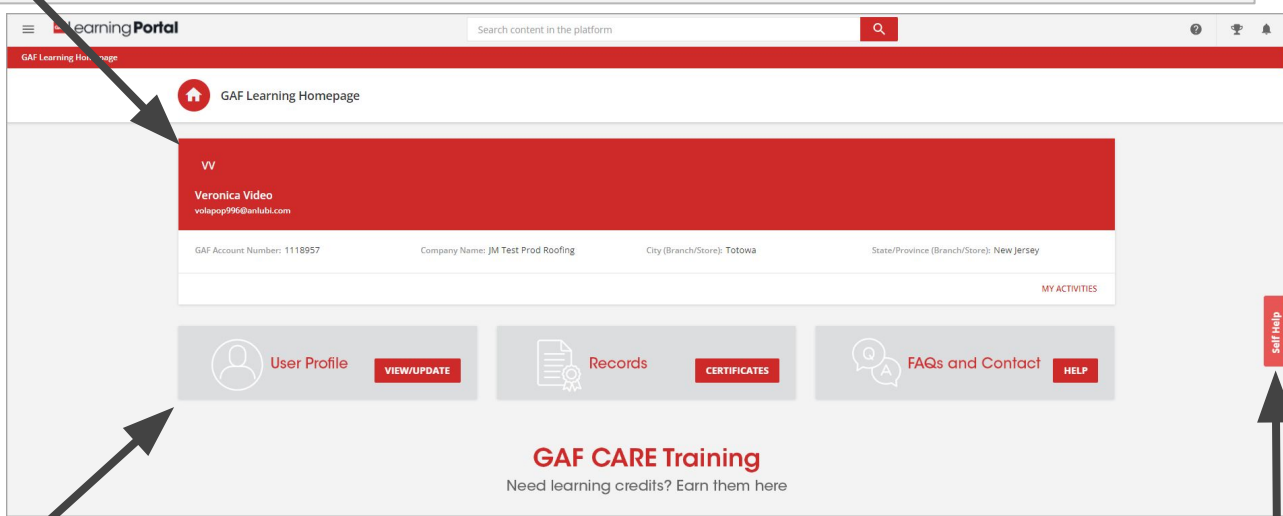 Learning Portal
Search content in the platform
GAF Learning Homepage
GAF Learning Homepage
VV
Veronica Video
volapop996@anlubi.com
GAF Account Number: 1118957 Company Name: JM Test Prod Roofing City (Branch/Store): Totowa State/Province (Branch/Store): New Jersey
MY ACTIVITIES
Self Help
User Profile VIEW/UPDATE Records CERTIFICATES Q A FAQs and Contact HELP
GAF CARE Training
Need learning credits? Earn them here